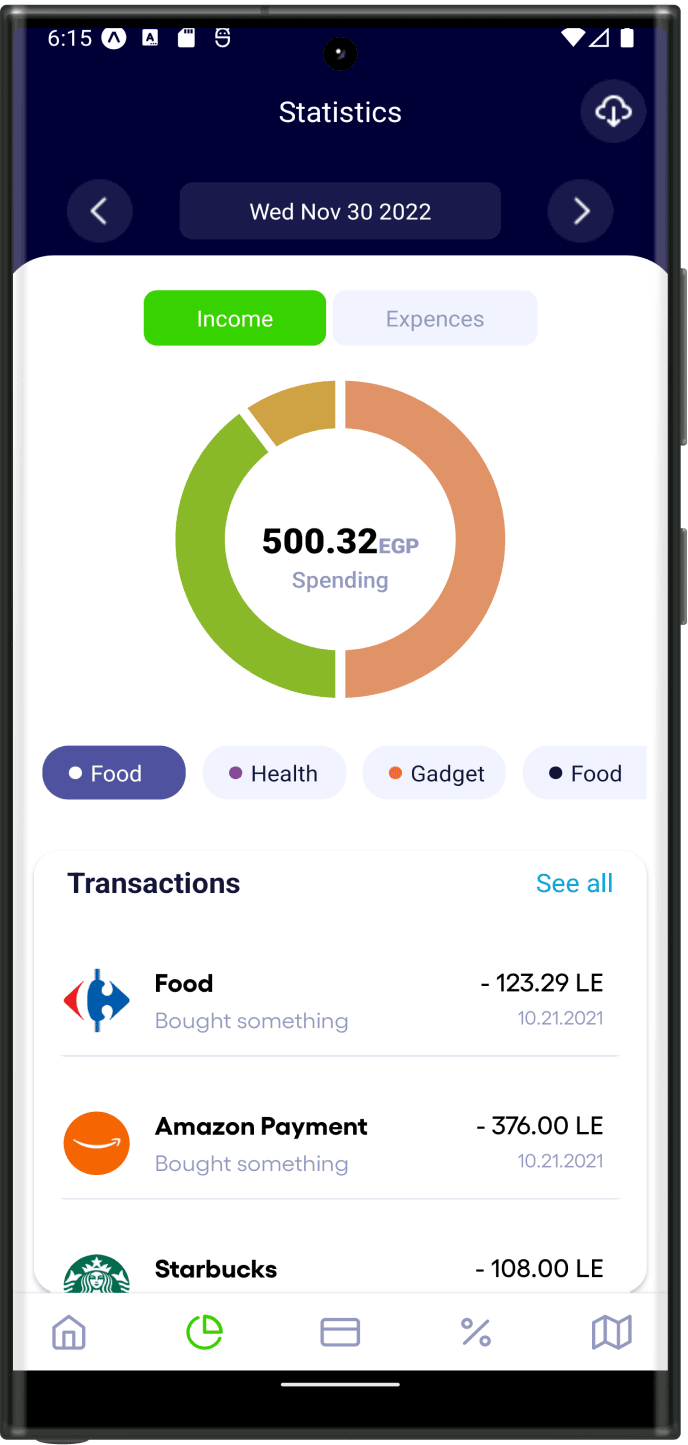 6:15
Statistics
Wed Nov 30 2022
Income Expences
500.32EGP
Spending
Food Health Gadget Food
Transactions See all
Food - 123.29 LE
Bought something 10.21.2021
Amazon Payment - 376.00 LE
Bought something 10.21.2021
Starbucks - 108.00 LE